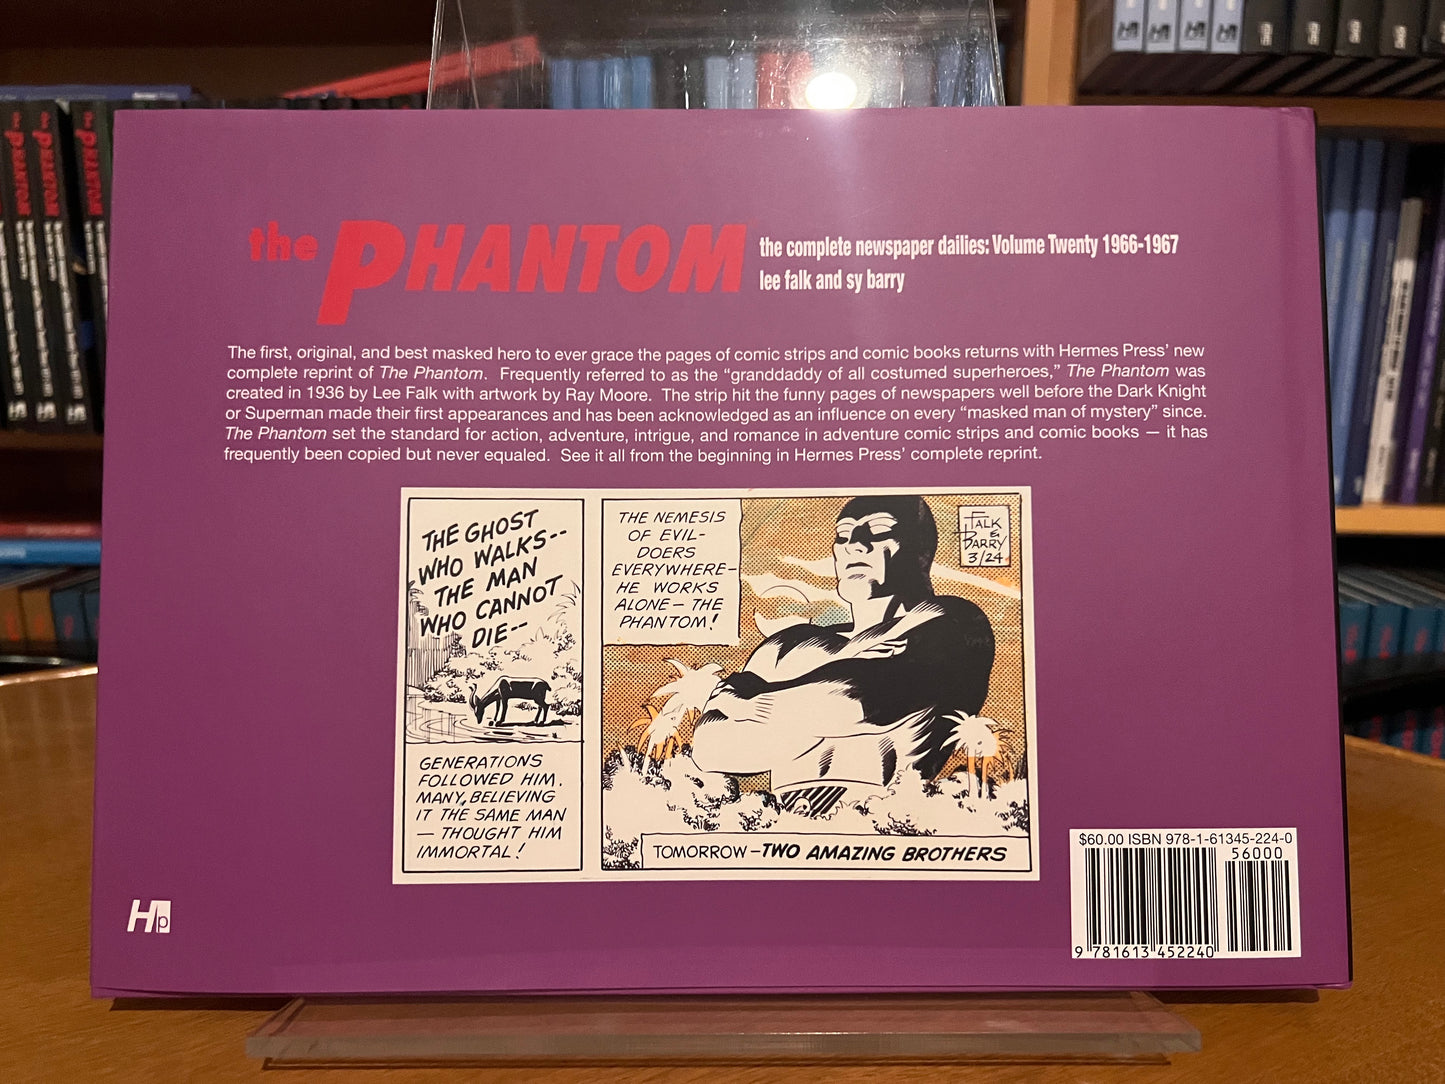 the PHANTOM
the complete newspaper dailies: Volume Twenty 1966-1967
lee falk and sy barry
The first, original, and best masked hero to ever grace the pages of comic strips and comic books returns with Hermes Press' new
complete reprint of The Phantom. Frequently referred to as the "granddaddy of all costumed superheroes," The Phantom was
created in 1936 by Lee Falk with artwork by Ray Moore. The strip hit the funny pages of newspapers well before the Dark Knight
or Superman made their first appearances and has been acknowledged as an influence on every "masked man of mystery" since.
The Phantom set the standard for action, adventure, intrigue, and romance in adventure comic strips and comic books — it has
frequently been copied but never equaled. See it all from the beginning in Hermes Press' complete reprint.
THE GHOST
WHO WALKS--
THE MAN
WHO CANNOT
DIE--
GENERATIONS
FOLLOWED HIM.
MANY, BELIEVING
IT THE SAME MAN
— THOUGHT HIM
IMMORTAL!
THE NEMESIS
OF EVIL-
DOERS
EVERYWHERE-
HE WORKS
ALONE - THE
PHANTOM!
FALK
&
BARRY
3/24
TOMORROW - TWO AMAZING BROTHERS
Hp
$60.00 ISBN 978-1-61345-224-0
56000
9 781613 452240
the PHANTOM
the PHANTOM
the PHANTOM